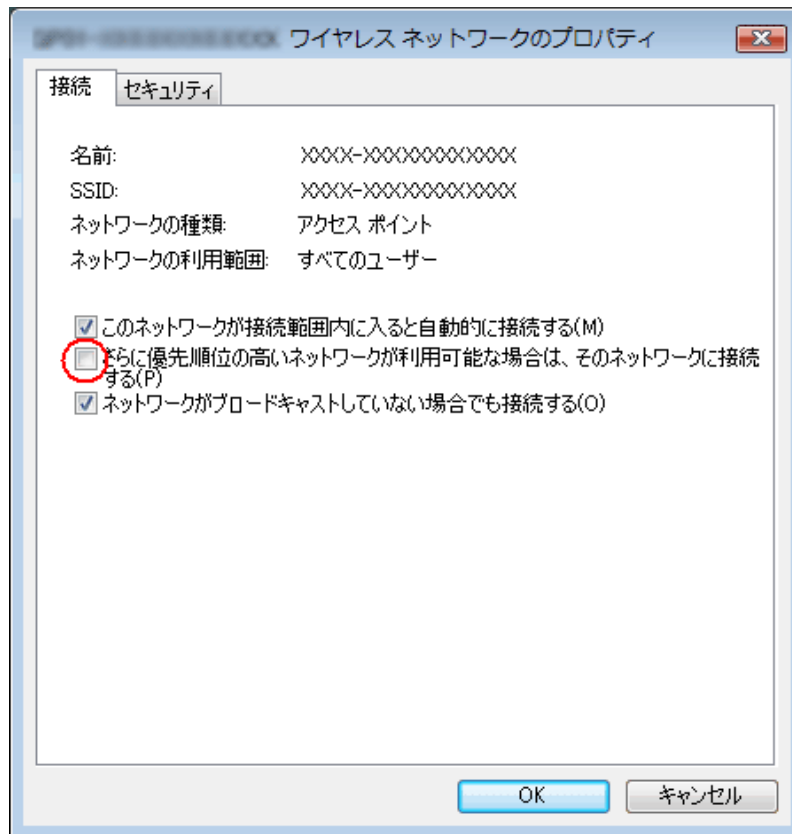 ワイヤレス ネットワークのプロパティ
接続 セキュリティ
名前: XXXX-XXXXXXXXXXXX
SSID: XXXX-XXXXXXXXXXXX
ネットワークの種類: アクセス ポイント
ネットワークの利用範囲: すべてのユーザー
このネットワークが接続範囲内に入ると自動的に接続する(M)
さらに優先順位の高いネットワークが利用可能な場合は、そのネットワークに接続
する(P)
ネットワークがブロードキャストしていない場合でも接続する(O)
OK キャンセル